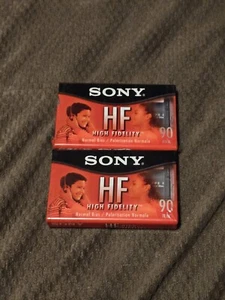 SONY
HF
HIGH FIDELITY
Normal Bias / Polarisation Normale
90
SONY
HF
HIGH FIDELITY
Normal Bias / Polarisation Normale
90